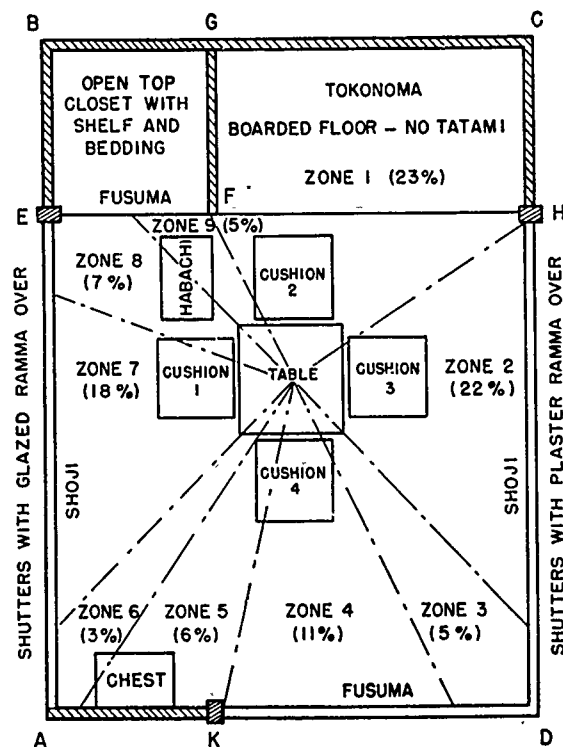 B
G
C
OPEN TOP
CLOSET WITH
SHELF AND
BEDDING
TOKONOMA
BOARDED FLOOR – NO TATAMI
ZONE 1 (23%)
FUSUMA
F
E
H
ZONE 9 (5%)
ZONE 8
(7%)
HABACHI
CUSHION
2
ZONE 7
(18%)
CUSHION
1
TABLE
CUSHION
3
ZONE 2
(22%)
CUSHION
4
SHOJI
SHOJI
SHUTTERS WITH GLAZED RAMMA OVER
SHUTTERS WITH PLASTER RAMMA OVER
ZONE 6
(3%)
ZONE 5
(6%)
ZONE 4
(11%)
ZONE 3
(5%)
CHEST
FUSUMA
A
K
D